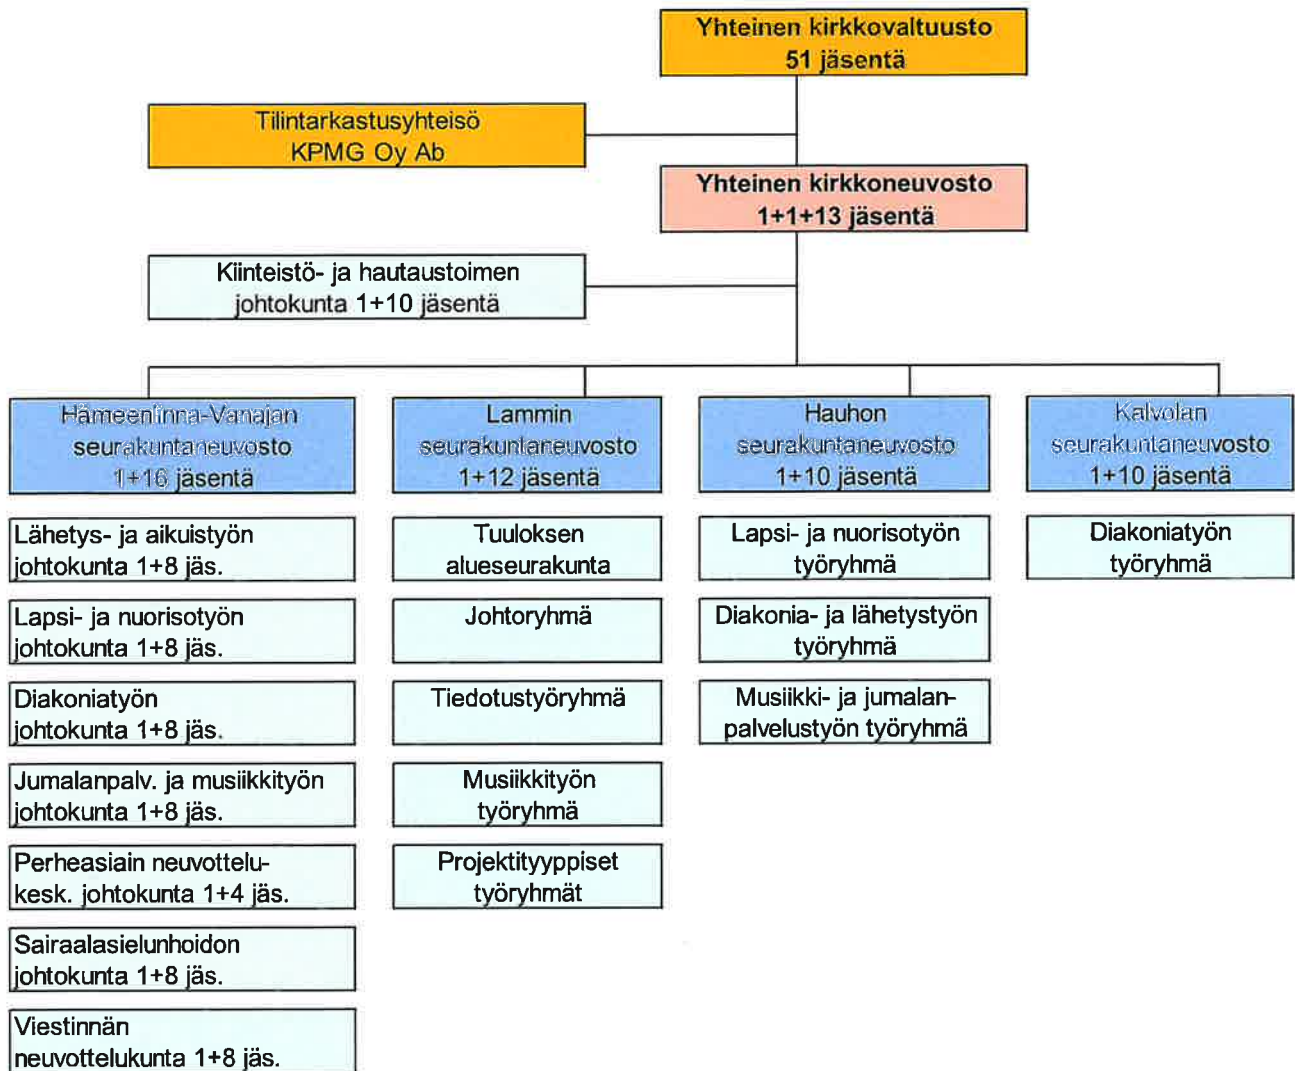 Yhteinen kirkkovaltuusto
51 jäsentä
Tilintarkastusyhteisö
KPMG Oy Ab
Yhteinen kirkkoneuvosto
1+1+13 jäsentä
Kiinteistö- ja hautaustoimen
johtokunta 1+10 jäsentä
Hämeenlinna-Vanajan
seurakuntaneuvosto
1+16 jäsentä
Lammin
seurakuntaneuvosto
1+12 jäsentä
Hauhon
seurakuntaneuvosto
1+10 jäsentä
Kalvolan
seurakuntaneuvosto
1+10 jäsentä
Lähetys- ja aikuistyön
johtokunta 1+8 jäs.
Lapsi- ja nuorisotyön
johtokunta 1+8 jäs.
Diakoniatyön
johtokunta 1+8 jäs.
Jumalanpalv. ja musiikkityön
johtokunta 1+8 jäs.
Perheasiain neuvottelu-
kesk. johtokunta 1+4 jäs.
Sairaalasielunhoidon
johtokunta 1+8 jäs.
Viestinnän
neuvottelukunta 1+8 jäs.
Tuuloksen
alueseurakunta
Johtoryhmä
Tiedotustyöryhmä
Musiikkityön
työryhmä
Projektityyppiset
työryhmät
Lapsi- ja nuorisotyön
työryhmä
Diakonia- ja lähetystyön
työryhmä
Musiikki- ja jumalan-
palvelustyön työryhmä
Diakoniatyön
työryhmä